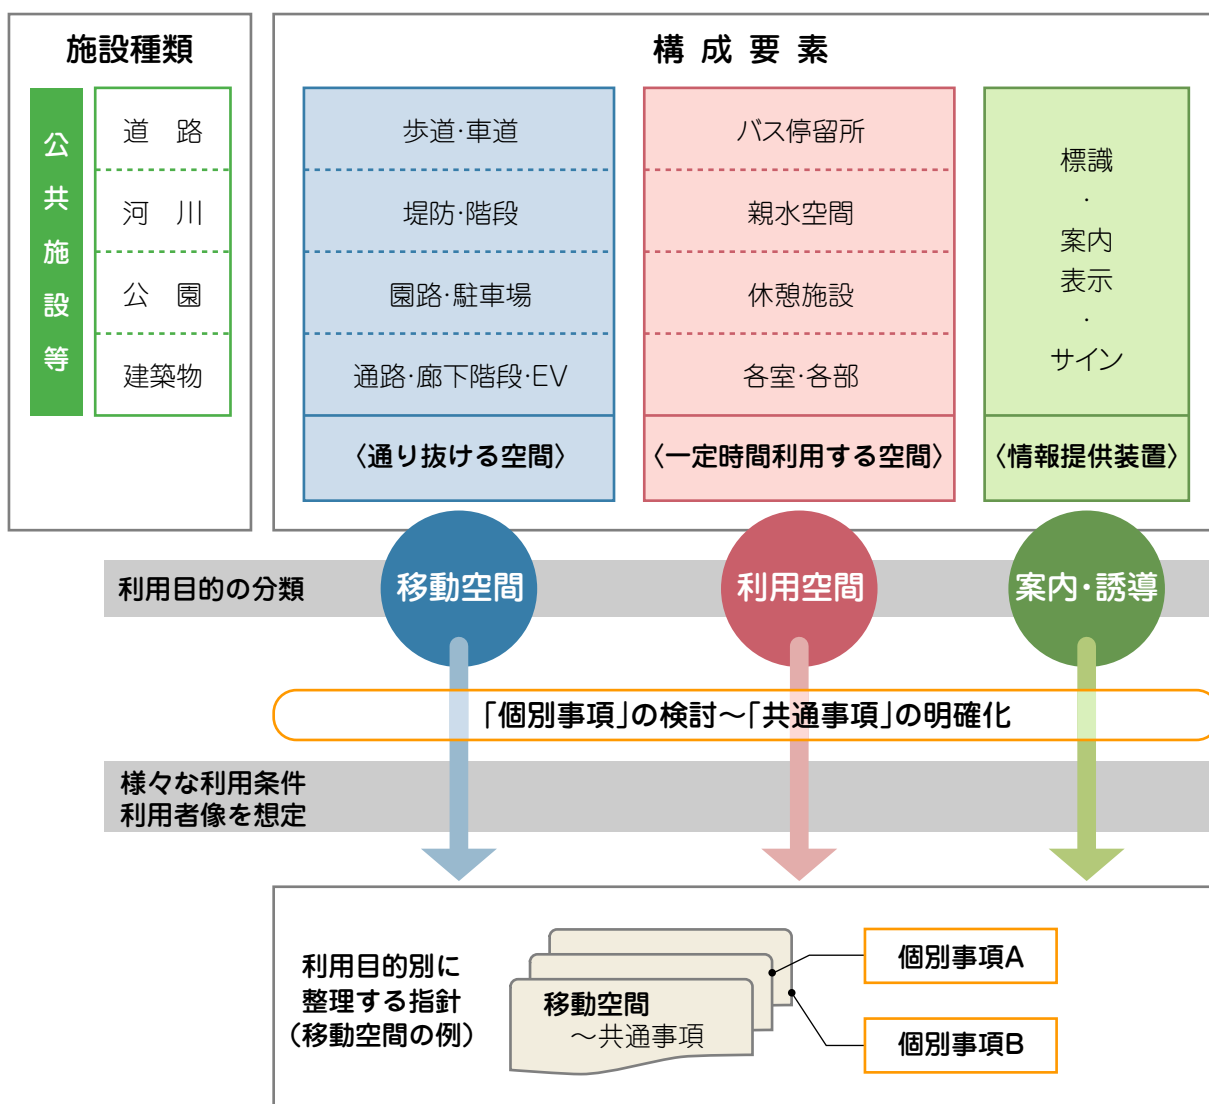 施設種類
構成要素
公共施設等
道　路
河　川
公　園
建築物
歩道・車道
堤防・階段
園路・駐車場
通路・廊下階段・EV
〈通り抜ける空間〉
バス停留所
親水空間
休憩施設
各室・各部
〈一定時間利用する空間〉
標識
・
案内
表示
・
サイン
〈情報提供装置〉
利用目的の分類
移動空間
利用空間
案内・誘導
「個別事項」の検討～「共通事項」の明確化
様々な利用条件
利用者像を想定
利用目的別に
整理する指針
（移動空間の例）
移動空間
～共通事項
個別事項A
個別事項B